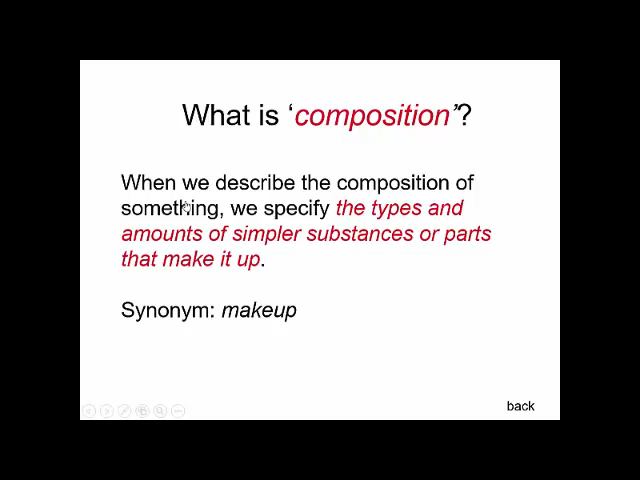 What is ‘composition’?
When we describe the composition of
something, we specify the types and
amounts of simpler substances or parts
that make it up.
Synonym: makeup
back